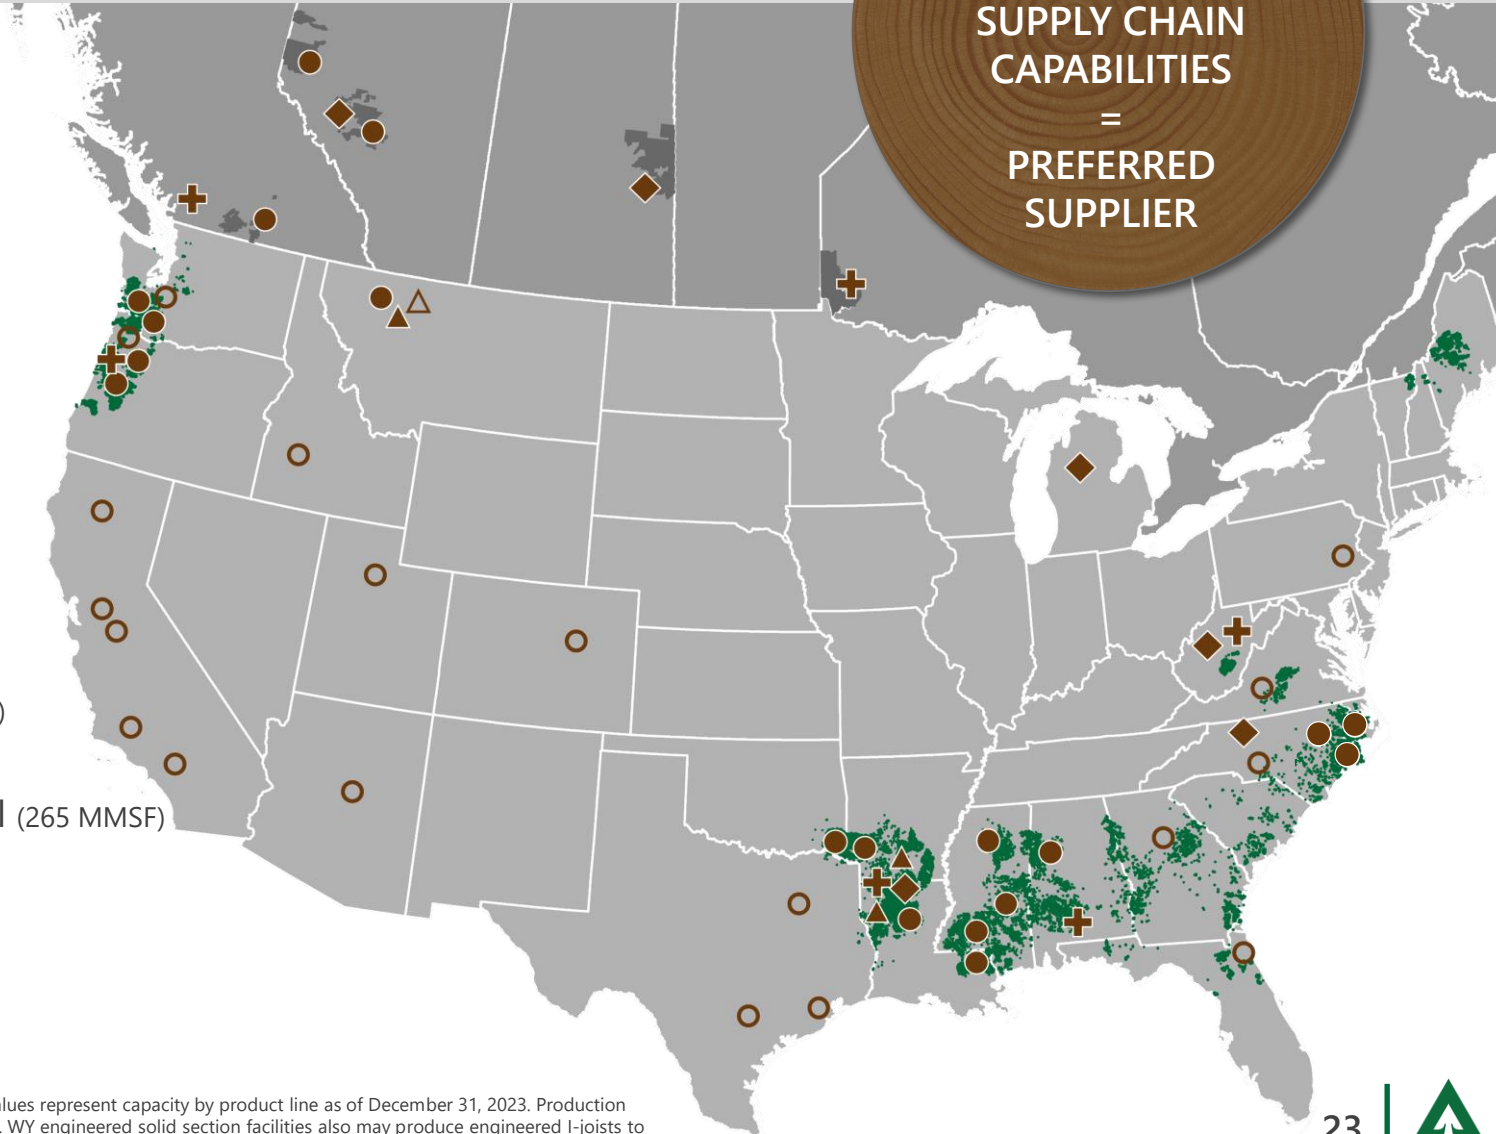 SUPPLY CHAIN
CAPABILITIES
=
PREFERRED
SUPPLIER
)
(265 MMSF)
values represent capacity by product line as of December 31, 2023. Production
. WY engineered solid section facilities also may produce engineered I-joists to
23